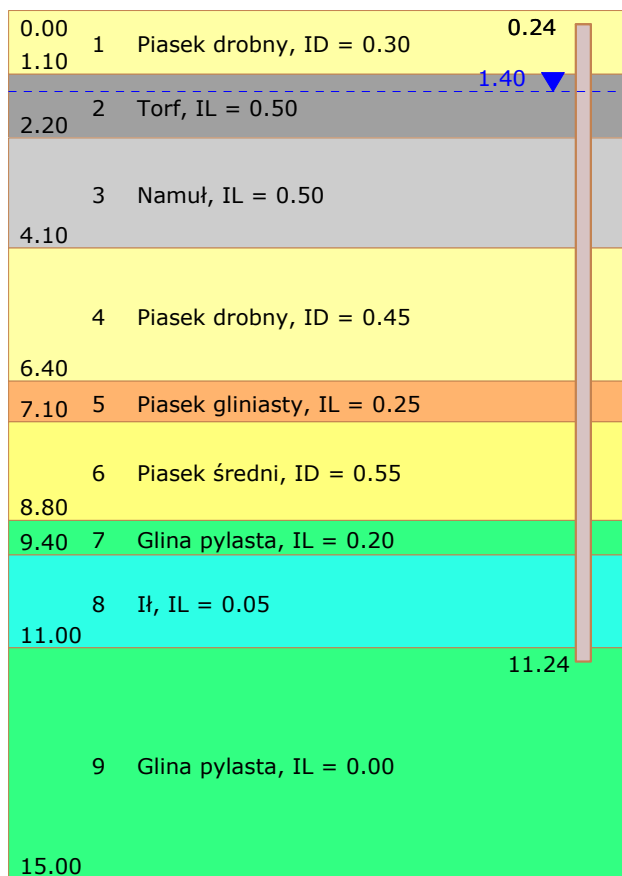 0.00
0.24
1 Piasek drobny, ID = 0.30
1.10
1.40
2 Torf, IL = 0.50
2.20
3 Namuł, IL = 0.50
4.10
4 Piasek drobny, ID = 0.45
6.40
5 Piasek gliniasty, IL = 0.25
7.10
6 Piasek średni, ID = 0.55
8.80
9.40 7 Glina pylasta, IL = 0.20
8 Ił, IL = 0.05
11.00
11.24
9 Glina pylasta, IL = 0.00
15.00